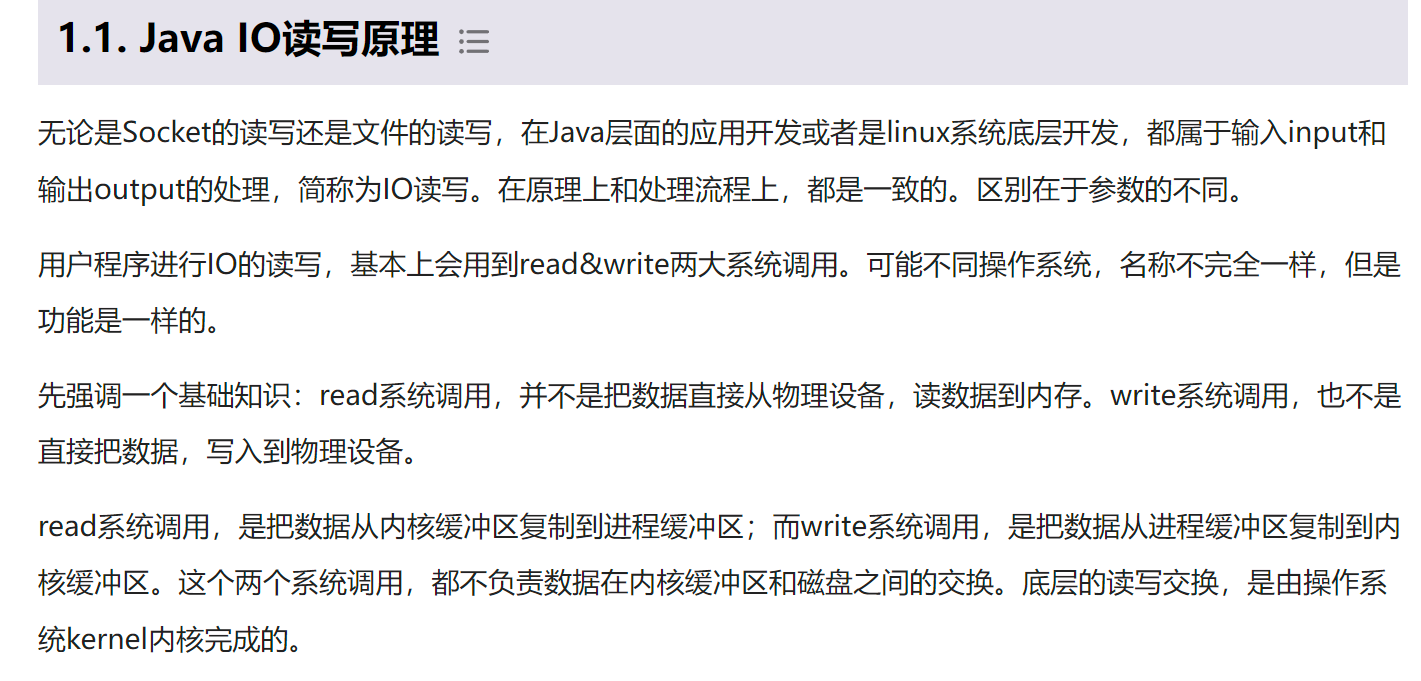 1.1. Java IO读写原理
无论是Socket的读写还是文件的读写，在Java层面的应用开发或者是linux系统底层开发，都属于输入input和
输出output的处理，简称为IO读写。在原理上和处理流程上，都是一致的。区别在于参数的不同。
用户程序进行IO的读写，基本上会用到read&write两大系统调用。可能不同操作系统，名称不完全一样，但是
功能是一样的。
先强调一个基础知识：read系统调用，并不是把数据直接从物理设备，读数据到内存。write系统调用，也不是
直接把数据，写入到物理设备。
read系统调用，是把数据从内核缓冲区复制到进程缓冲区；而write系统调用，是把数据从进程缓冲区复制到内
核缓冲区。这个两个系统调用，都不负责数据在内核缓冲区和磁盘之间的交换。底层的读写交换，是由操作系
统kernel内核完成的。